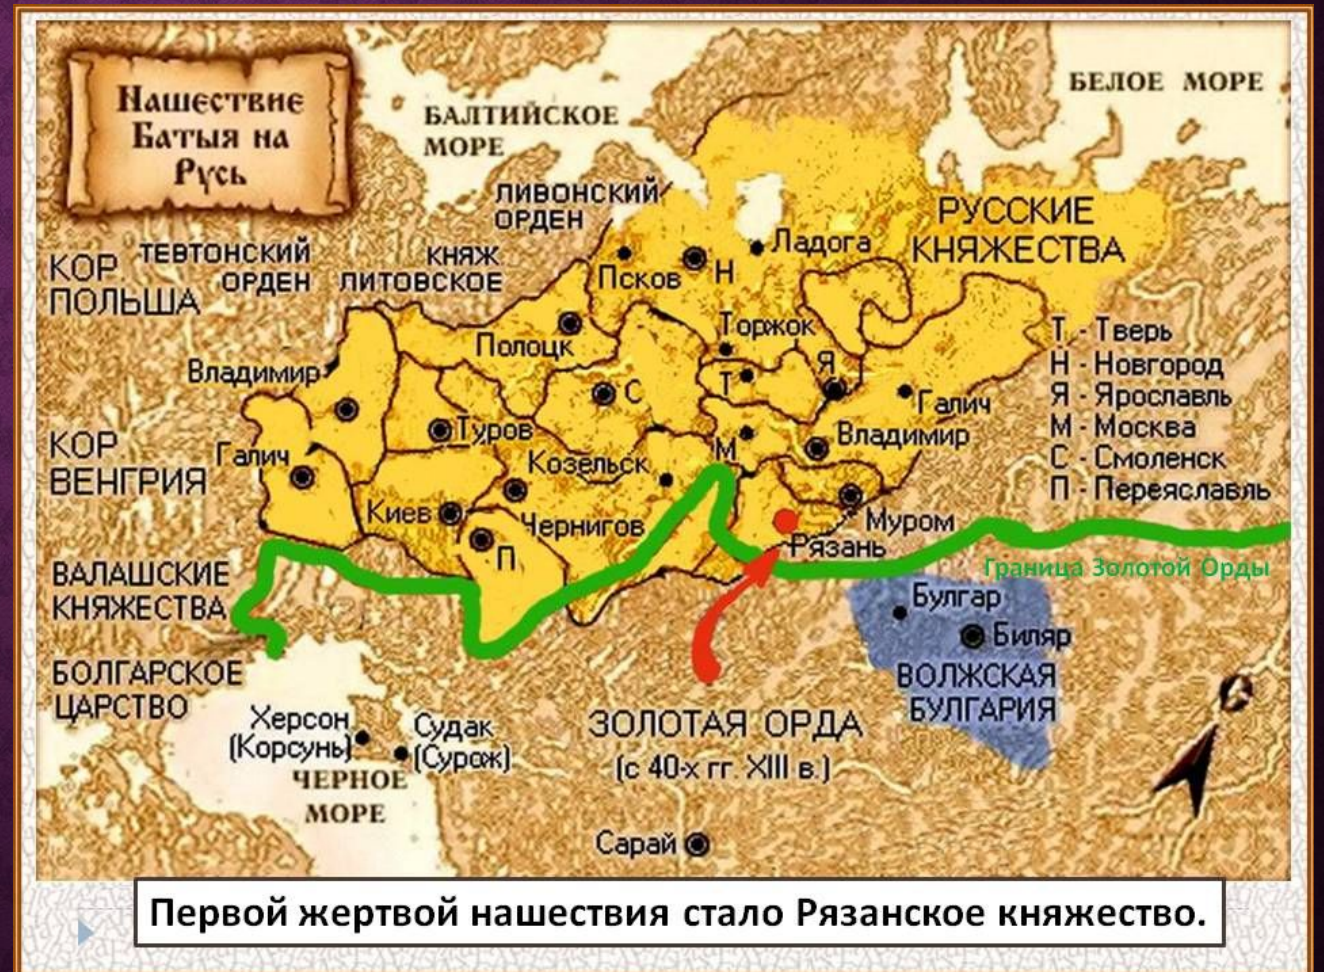 Нашествие
Батыя на
Русь
БАЛТИЙСКОЕ
МОРЕ
БЕЛОЕ МОРЕ
ЛИВОНСКИЙ
ОРДЕН
РУССКИЕ
КНЯЖЕСТВА
КОР
ПОЛЬША
ТЕВТОНСКИЙ
ОРДЕН
КНЯЖ
ЛИТОВСКОЕ
Псков
Н
Ладога
Полоцк
Торжок
Т
Я
Т - Тверь
Н - Новгород
Я - Ярославль
М - Москва
С - Смоленск
П - Переяславль
Владимир
С
Галич
Туров
М
Владимир
КОР
ВЕНГРИЯ
Галич
Козельск
Киев
Чернигов
П
Муром
Рязань
Граница Золотой Орды
ВАЛАШСКИЕ
КНЯЖЕСТВА
Булгар
Биляр
ВОЛЖСКАЯ
БУЛГАРИЯ
БОЛГАРСКОЕ
ЦАРСТВО
Херсон
(Корсунь)
Судак
(Сурож)
ЧЕРНОЕ
МОРЕ
ЗОЛОТАЯ ОРДА
(с 40-х гг. XIII в.)
Сарай
Первой жертвой нашествия стало Рязанское княжество.